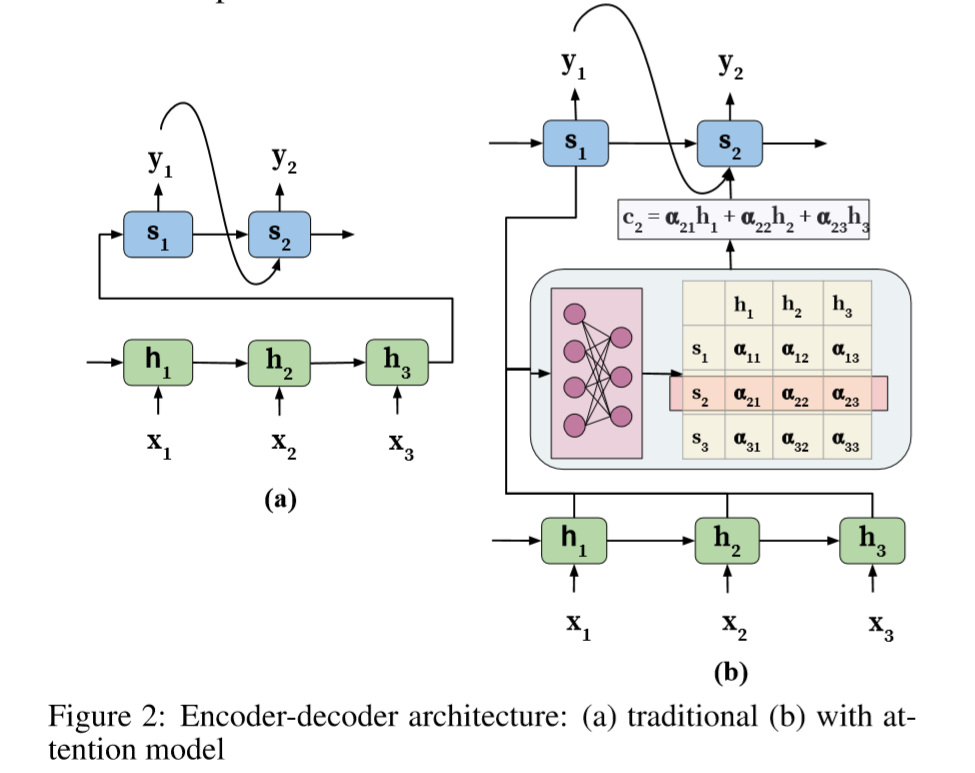 y1 y2
s1 s2
h1 h2 h3
x1 x2 x3
(a)
y1 y2
s1 s2
c2 = α21h1 + α22h2 + α23h3
h1 h2 h3
s1 α11 α12 α13
s2 α21 α22 α23
s3 α31 α32 α33
h1 h2 h3
x1 x2 x3
(b)
Figure 2: Encoder-decoder architecture: (a) traditional (b) with at-
tention model